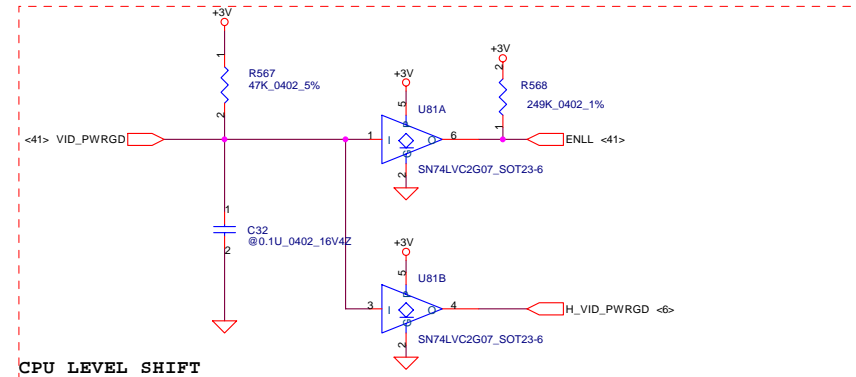 +3V
1
R567
47K_0402_5%
2
+3V
2
R568
249K_0402_1%
1
+3V
5
U81A
P
<41> VID_PWRGD
1
I
O
6
G
2
ENLL <41>
SN74LVC2G07_SOT23-6
1
C32
@0.1U_0402_16V4Z
2
+3V
5
U81B
P
3
I
O
4
G
2
H_VID_PWRGD <6>
SN74LVC2G07_SOT23-6
CPU LEVEL SHIFT